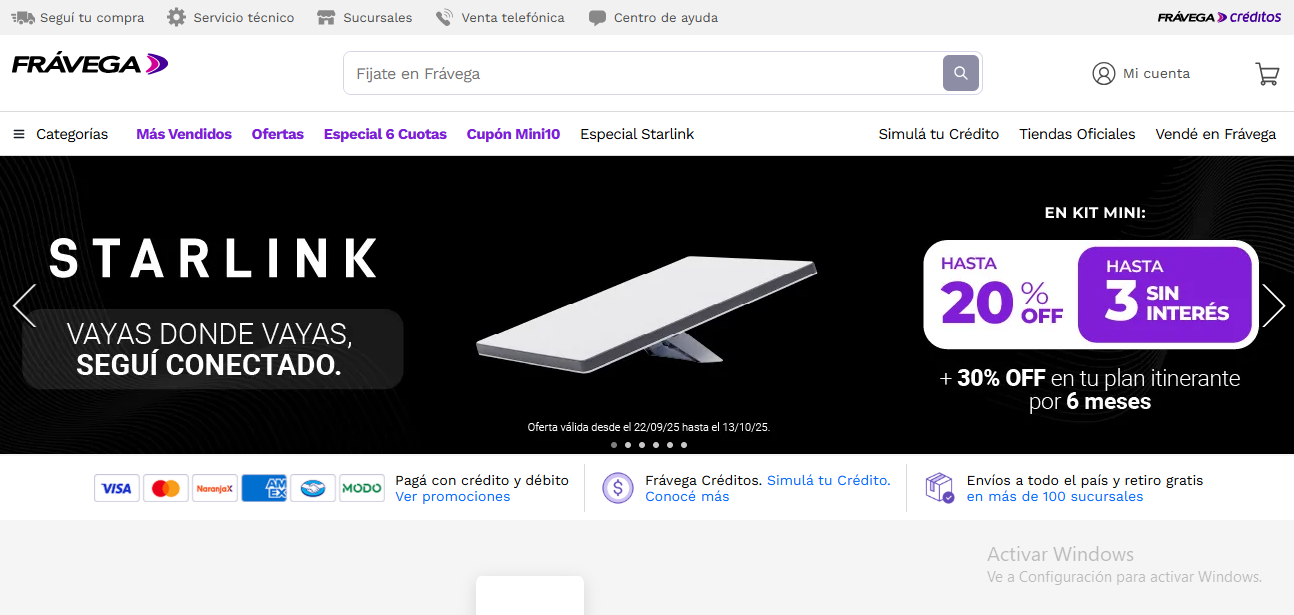 Seguí tu compra
Servicio técnico
Sucursales
Venta telefónica
Centro de ayuda
FRÁVEGA créditos
FRÁVEGA
Fijate en Frávega
Mi cuenta
Categorías
Más Vendidos
Ofertas
Especial 6 Cuotas
Cupón Mini10
Especial Starlink
Simulá tu Crédito
Tiendas Oficiales
Vendé en Frávega
STARLINK
VAYAS DONDE VAYAS,
SEGUÍ CONECTADO.
EN KIT MINI:
HASTA
20% OFF
HASTA
3 SIN INTERÉS
+ 30% OFF en tu plan itinerante
por 6 meses
Oferta válida desde el 22/09/25 hasta el 13/10/25.
VISA
NaranjaX
AMEX
MODO
Pagá con crédito y débito
Ver promociones
Frávega Créditos. Simulá tu Crédito.
Conocé más
Envíos a todo el país y retiro gratis
en más de 100 sucursales
Activar Windows
Ve a Configuración para activar Windows.